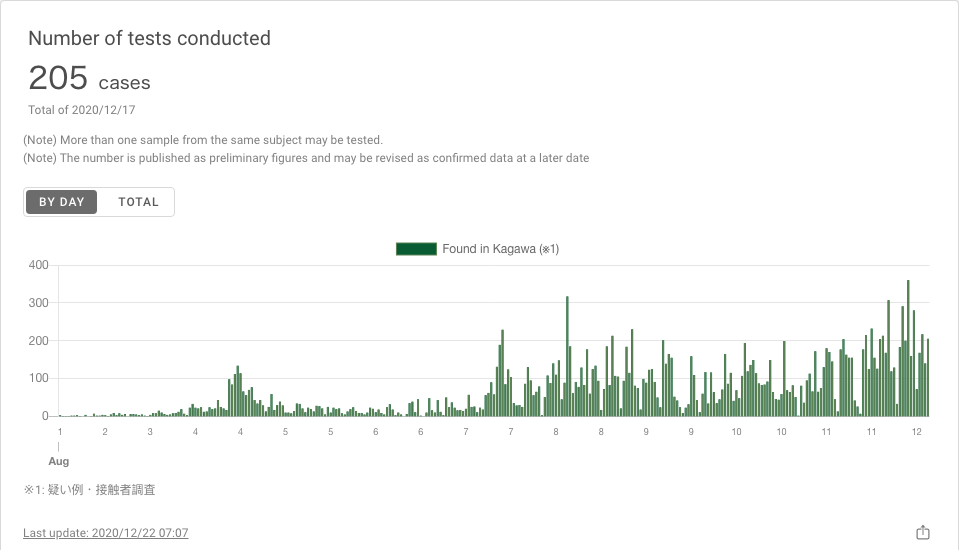 Number of tests conducted
205 cases
Total of 2020/12/17
(Note) More than one sample from the same subject may be tested.
(Note) The number is published as preliminary figures and may be revised as confirmed data at a later date
BY DAY TOTAL
Found in Kagawa (※1)
400
300
200
100
0
1 2 3 4 4 5 5 6 6 7 7 8 8 9 9 10 10 11 11 12
Aug
※1: 疑い例・接触者調査
Last update: 2020/12/22 07:07